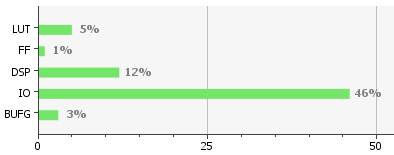 LUT 5%
FF 1%
DSP 12%
IO 46%
BUFG 3%
0 25 50